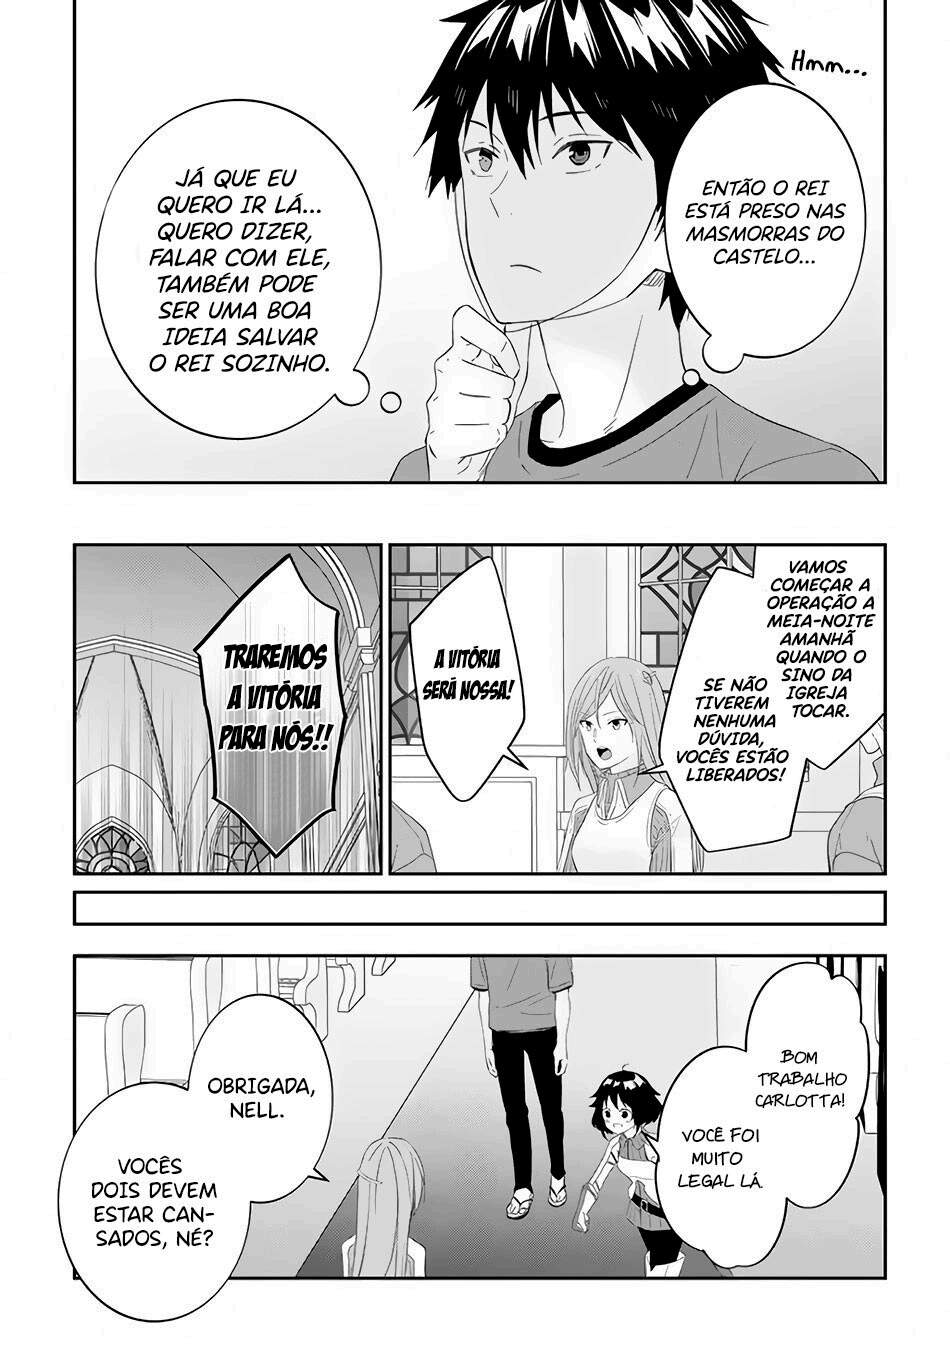 Hmm...
ENTÃO O REI
ESTÁ PRESO NAS
MASMORRAS DO
CASTELO...
JÁ QUE EU
QUERO IR LÁ...
QUERO DIZER,
FALAR COM ELE,
TAMBÉM PODE
SER UMA BOA
IDEIA SALVAR
O REI SOZINHO.
VAMOS
COMEÇAR A
OPERAÇÃO A
MEIA-NOITE
AMANHÃ
QUANDO O
SINO DA
IGREJA
TOCAR.
SE NÃO
TIVEREM
NENHUMA
DÚVIDA,
VOCÊS ESTÃO
LIBERADOS!
A VITÓRIA
SERÁ NOSSA!
TRAREMOS
A VITÓRIA
PARA NÓS!!
BOM
TRABALHO
CARLOTTA!
VOCÊ FOI
MUITO
LEGAL LÁ.
OBRIGADA,
NELL.
VOCÊS
DOIS DEVEM
ESTAR CAN-
SADOS, NÉ?